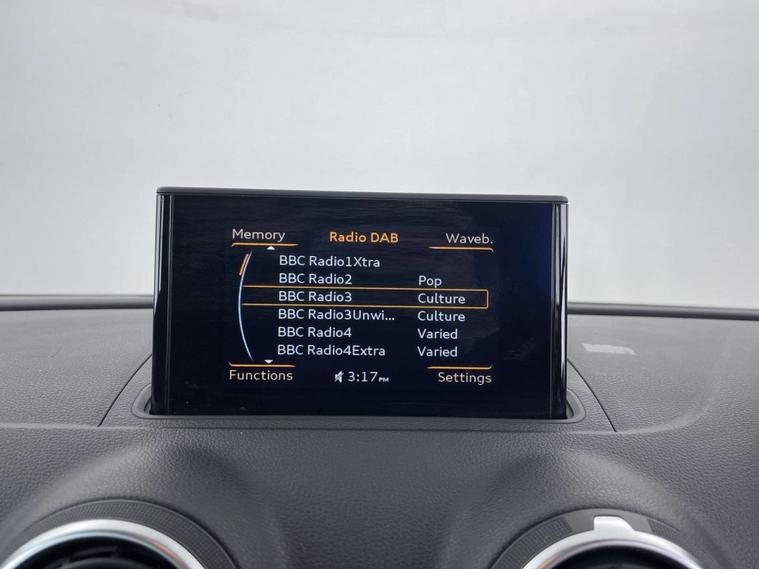 Memory Radio DAB Waveb.
BBC Radio1Xtra
BBC Radio2 Pop
BBC Radio3 Culture
BBC Radio3Unwi... Culture
BBC Radio4 Varied
BBC Radio4Extra Varied
Functions 3:17PM Settings